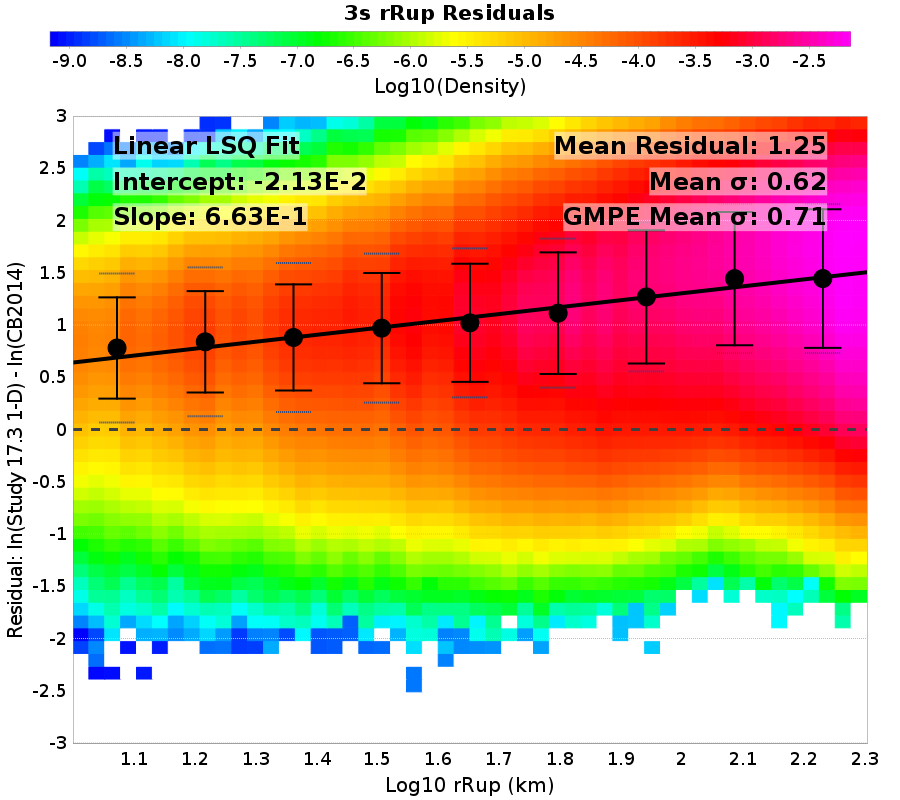 3s rRup Residuals
-9.0 -8.5 -8.0 -7.5 -7.0 -6.5 -6.0 -5.5 -5.0 -4.5 -4.0 -3.5 -3.0 -2.5
Log10(Density)
Linear LSQ Fit
Intercept: -2.13E-2
Slope: 6.63E-1
Mean Residual: 1.25
Mean σ: 0.62
GMPE Mean σ: 0.71
Residual: ln(Study 17.3 1-D) - ln(CB2014)
3
2.5
2
1.5
1
0.5
0
-0.5
-1
-1.5
-2
-2.5
-3
1.1 1.2 1.3 1.4 1.5 1.6 1.7 1.8 1.9 2 2.1 2.2 2.3
Log10 rRup (km)